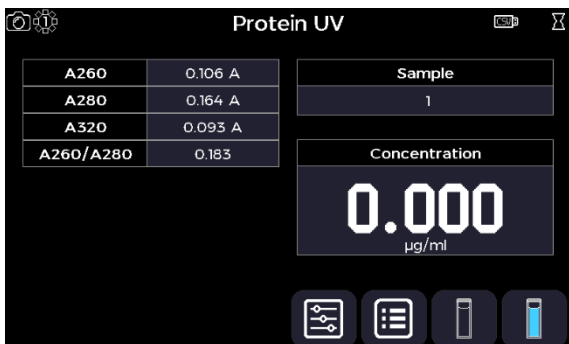 Protein UV
CSV
A260 0.106 A
A280 0.164 A
A320 0.093 A
A260/A280 0.183
Sample
1
Concentration
0.000
µg/ml
1